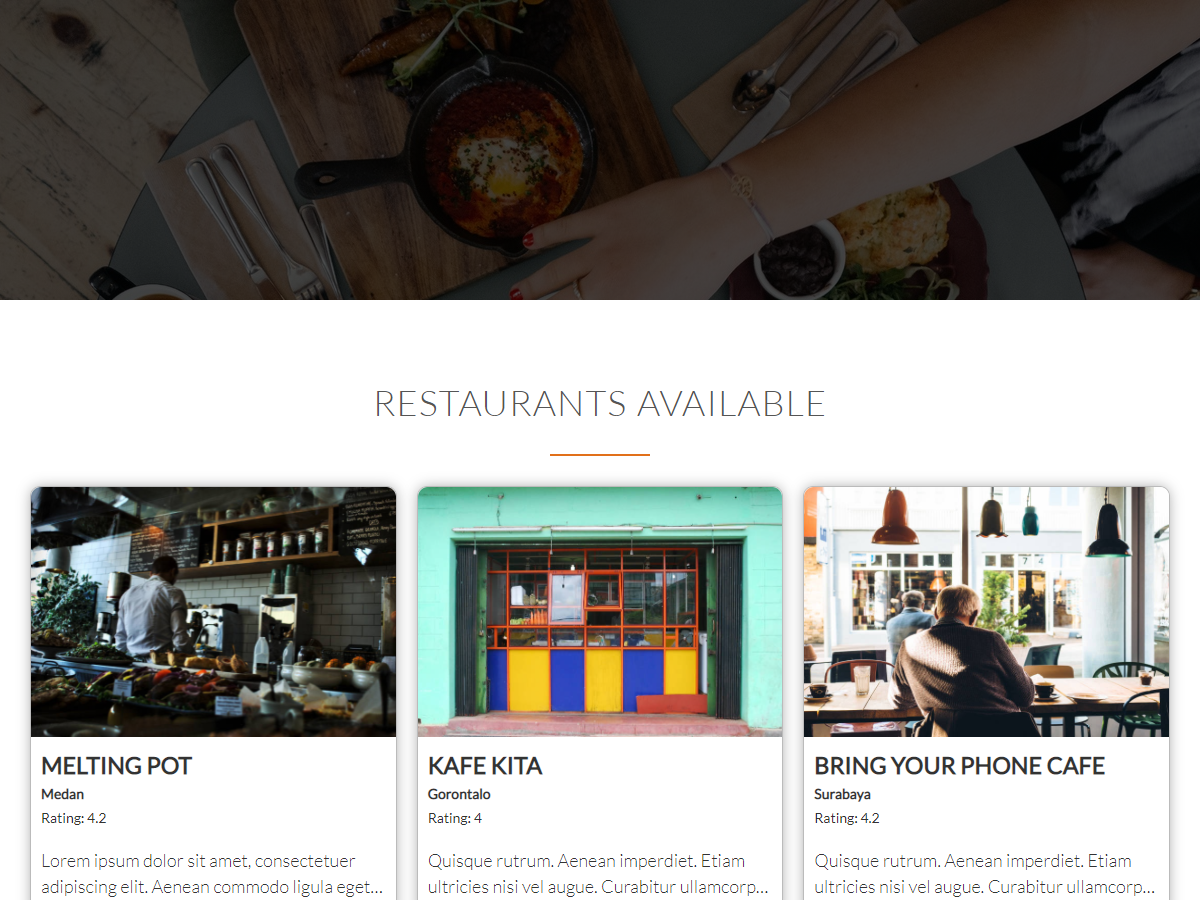 RESTAURANTS AVAILABLE
MELTING POT
Medan
Rating: 4.2
Lorem ipsum dolor sit amet, consectetuer
adipiscing elit. Aenean commodo ligula eget...
KAFE KITA
Gorontalo
Rating: 4
Quisque rutrum. Aenean imperdiet. Etiam
ultricies nisi vel augue. Curabitur ullamcorp...
BRING YOUR PHONE CAFE
Surabaya
Rating: 4.2
Quisque rutrum. Aenean imperdiet. Etiam
ultricies nisi vel augue. Curabitur ullamcorp...